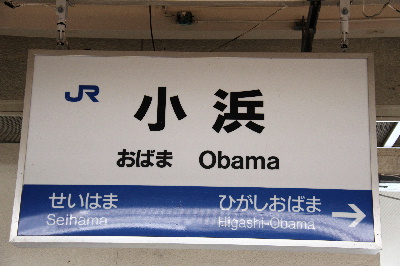 JR
小浜
おばま Obama
せいはま ひがしおばま
Seihama Higashi-Obama